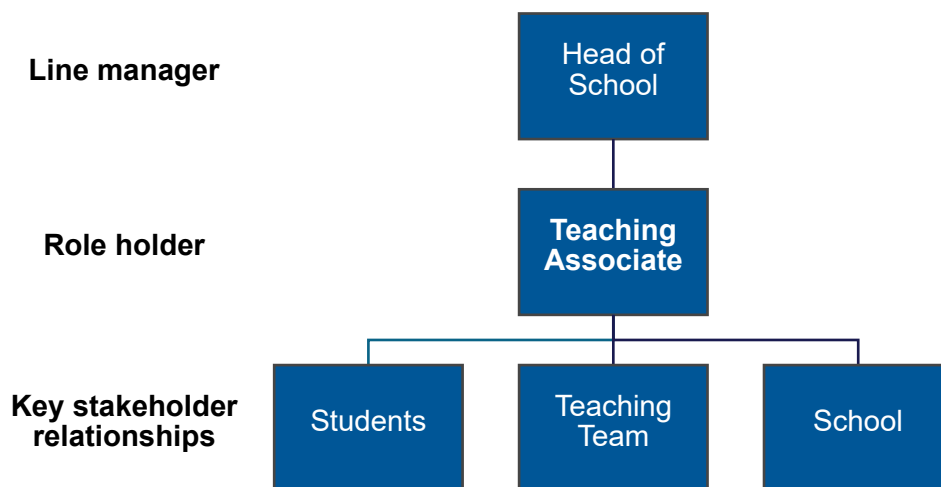 Line manager
Head of
School
Role holder
Teaching
Associate
Key stakeholder
relationships
Students
Teaching
Team
School